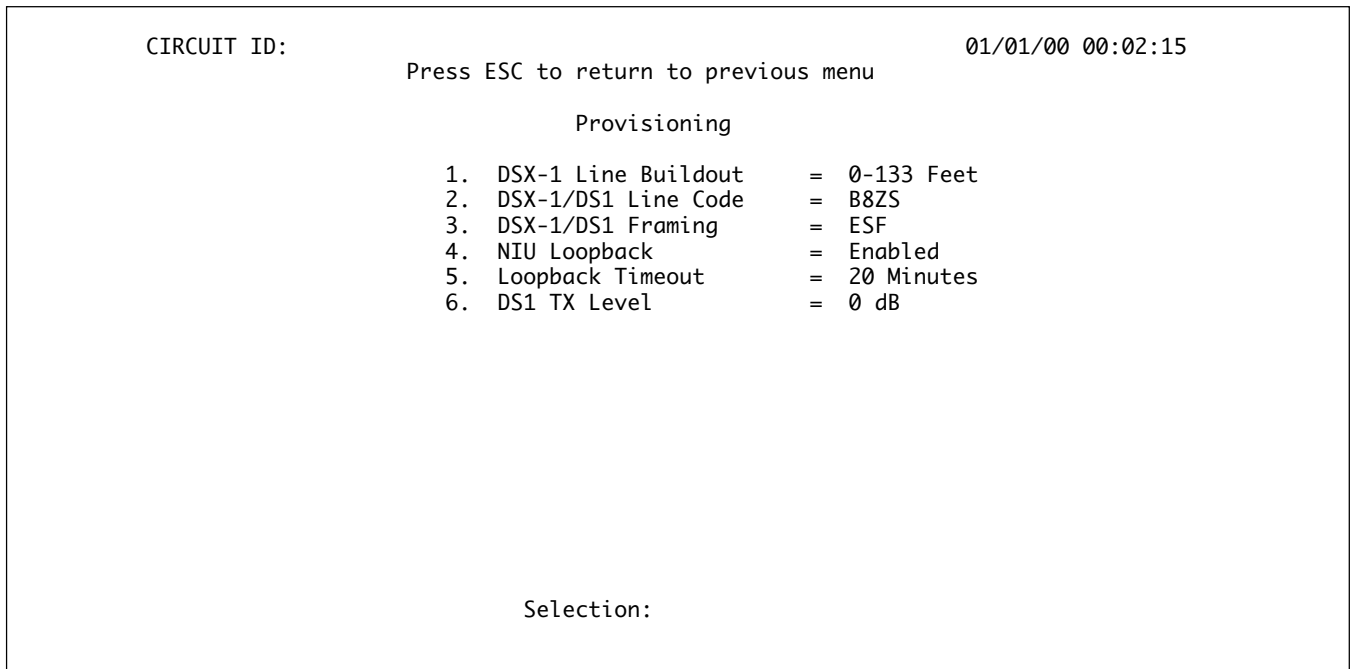 CIRCUIT ID: 01/01/00 00:02:15
Press ESC to return to previous menu
Provisioning
1. DSX-1 Line Buildout = 0-133 Feet
2. DSX-1/DS1 Line Code = B8ZS
3. DSX-1/DS1 Framing = ESF
4. NIU Loopback = Enabled
5. Loopback Timeout = 20 Minutes
6. DS1 TX Level = 0 dB
Selection: